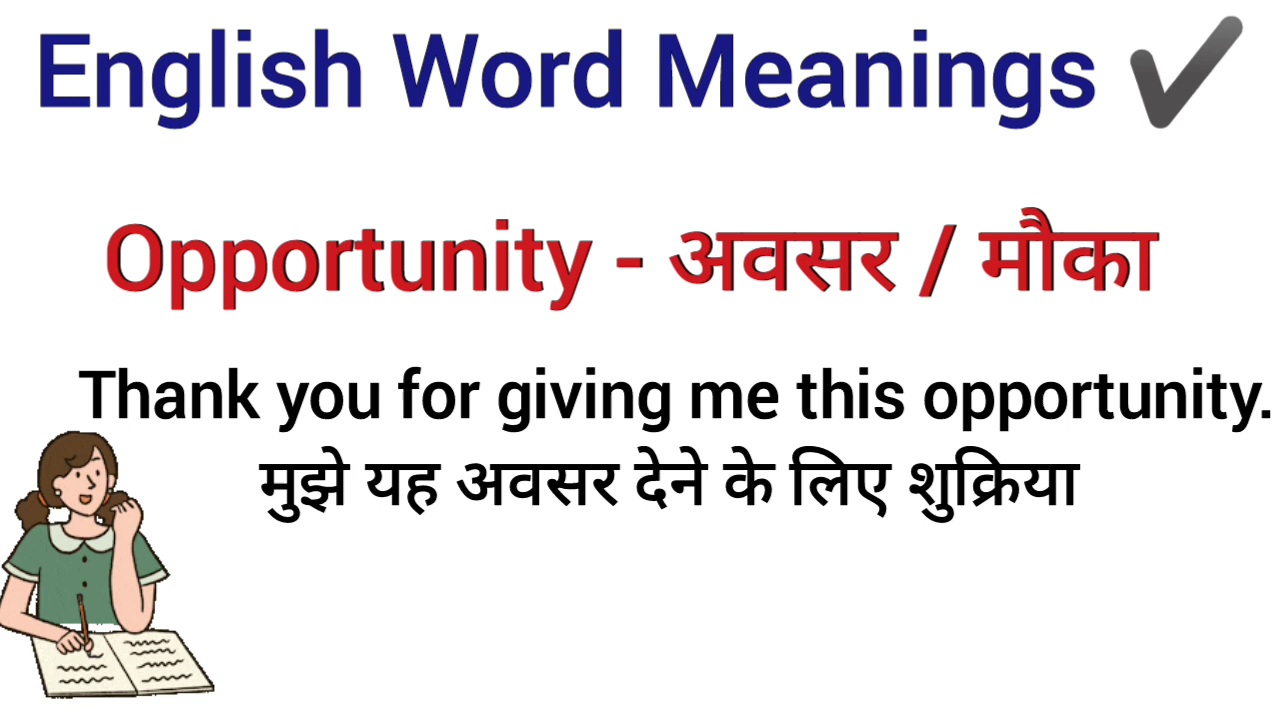 English Word Meanings ✔
Opportunity - अवसर / मौका
Thank you for giving me this opportunity.
मुझे यह अवसर देने के लिए शुक्रिया